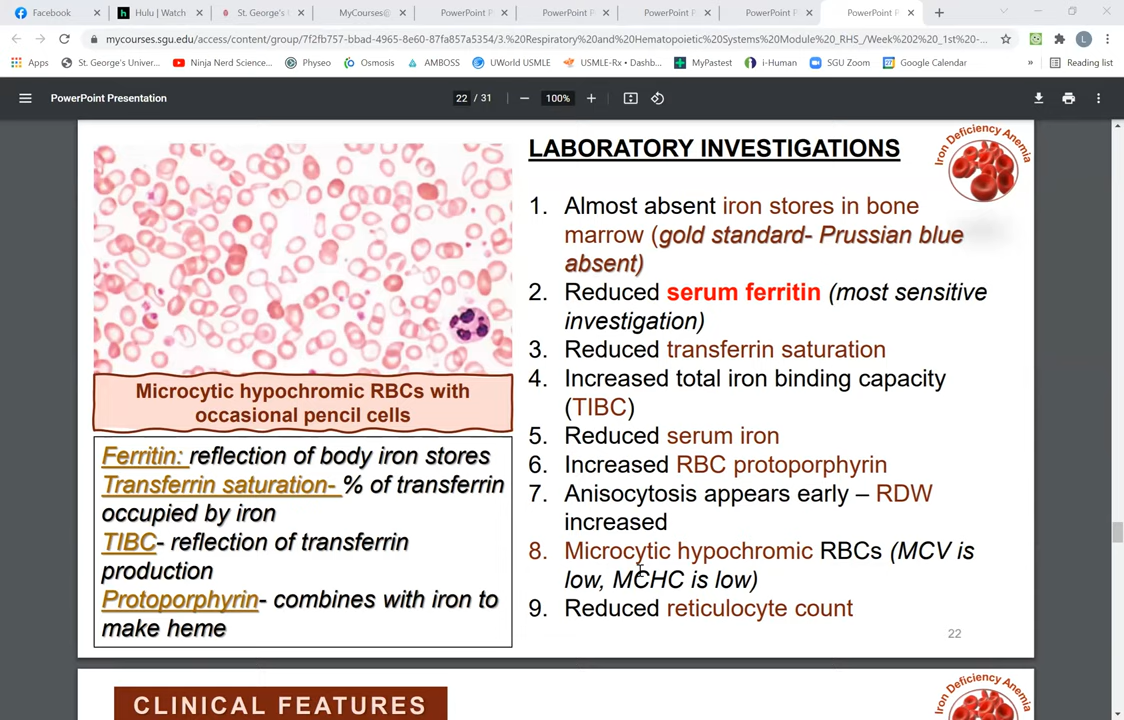 Facebook
Hulu | Watch
St. George's U
MyCourses@
PowerPoint P
PowerPoint P
PowerPoint P
PowerPoint P
PowerPoint P
mycourses.sgu.edu/access/content/group/7f2fb757-bbad-4965-8e60-87fa857a5354/3.%20Respiratory%20and%20Hematopoietic%20Systems%20Module%20_RHS_/Week%202%20_1st%20-...
L
Apps
St. George's Univer...
Ninja Nerd Science...
Physeo
Osmosis
AMBOSS
UWorld USMLE
USMLE-Rx • Dashb...
MyPastest
i-Human
SGU Zoom
Google Calendar
»
Reading list
PowerPoint Presentation
22 / 31
100%
LABORATORY INVESTIGATIONS
Iron Deficiency Anemia
1. Almost absent iron stores in bone
marrow (gold standard- Prussian blue
absent)
2. Reduced serum ferritin (most sensitive
investigation)
3. Reduced transferrin saturation
4. Increased total iron binding capacity
(TIBC)
5. Reduced serum iron
6. Increased RBC protoporphyrin
7. Anisocytosis appears early – RDW
increased
8. Microcytic hypochromic RBCs (MCV is
low, MCHC is low)
9. Reduced reticulocyte count
22
Microcytic hypochromic RBCs with
occasional pencil cells
Ferritin: reflection of body iron stores
Transferrin saturation- % of transferrin
occupied by iron
TIBC- reflection of transferrin
production
Protoporphyrin- combines with iron to
make heme
CLINICAL FEATURES
Iron Deficiency Anemia